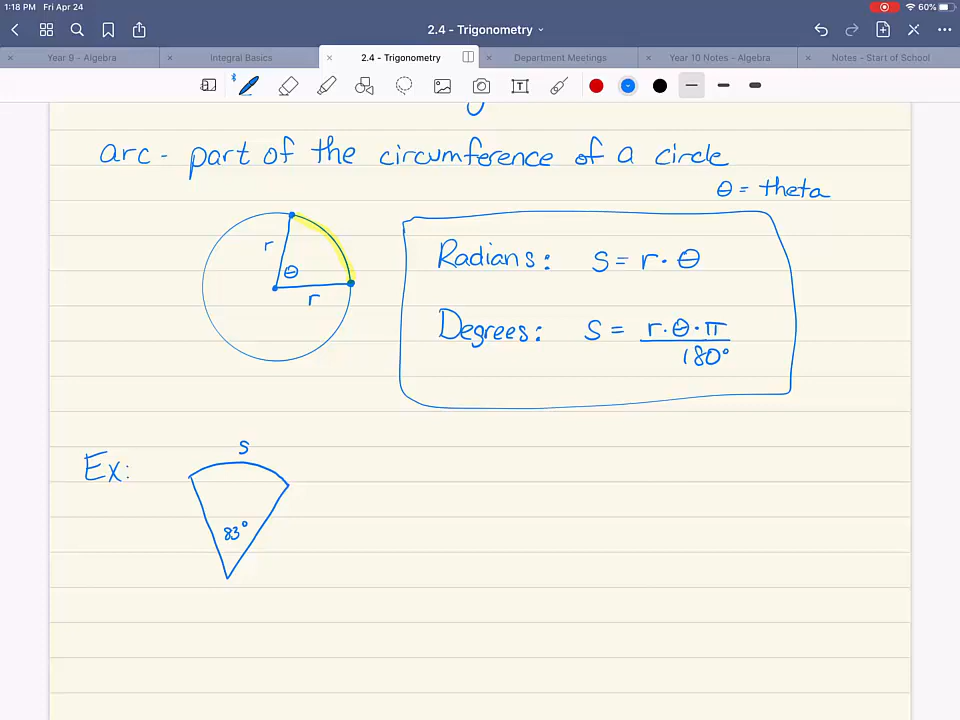 1:18 PM Fri Apr 24
60%
2.4 - Trigonometry
Year 9 - Algebra
Integral Basics
2.4 - Trigonometry
Department Meetings
Year 10 Notes - Algebra
Notes - Start of School
arc - part of the circumference of a circle
θ = theta
r
θ
r
Radians: S = r · θ
Degrees: S = r·θ·π
180°
Ex:
S
83°